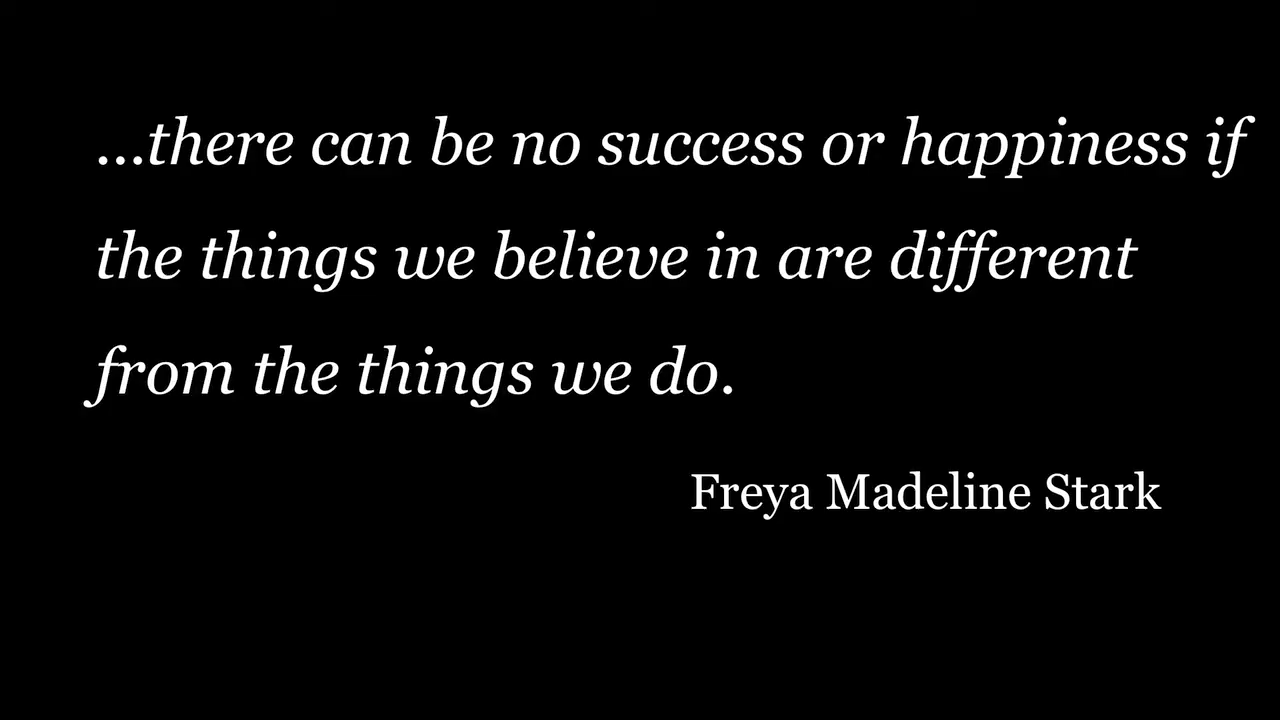 ...there can be no success or happiness if
the things we believe in are different
from the things we do.
Freya Madeline Stark